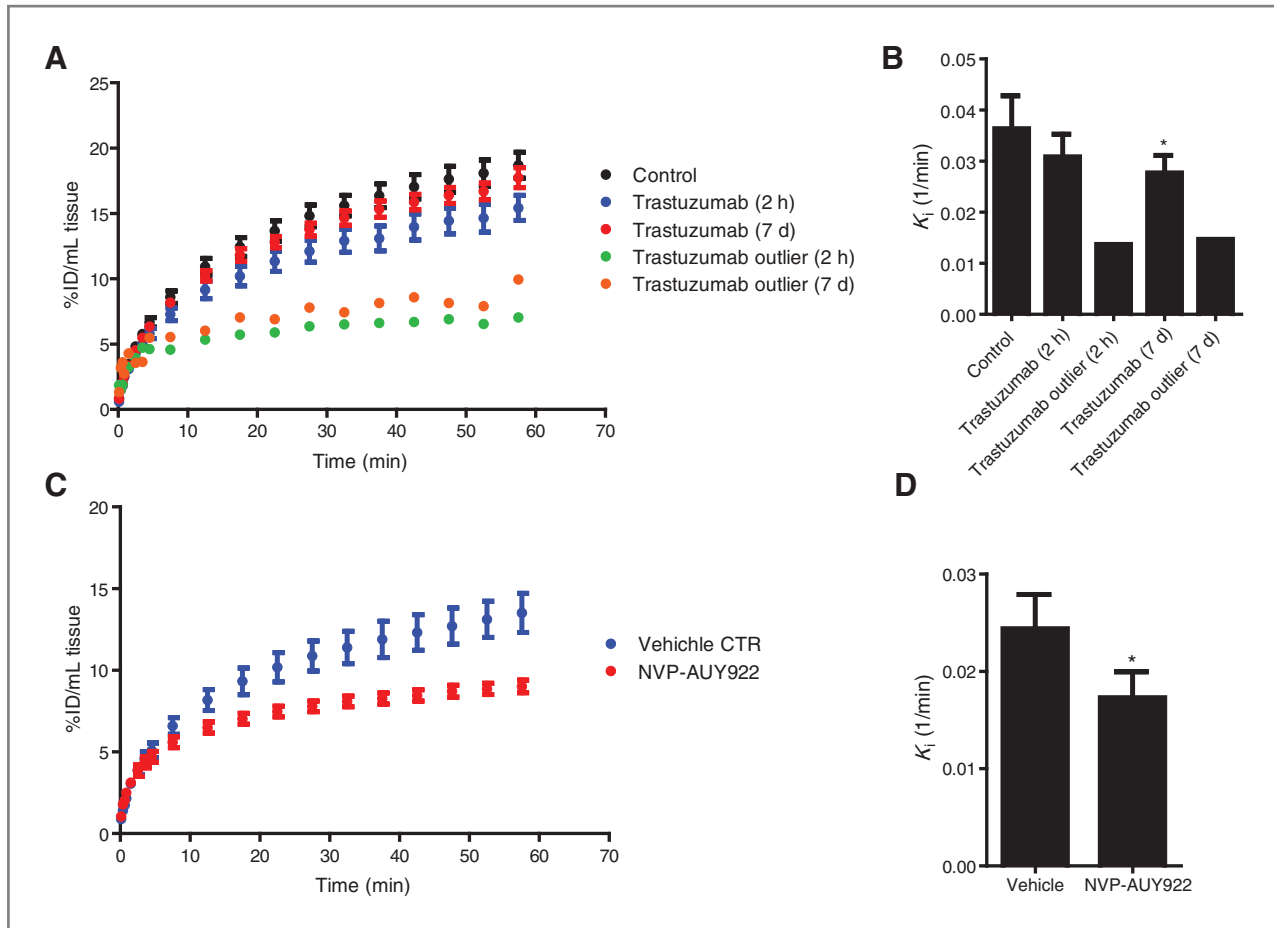 A
25
20
15
10
5
0
%ID/mL tissue
0 10 20 30 40 50 60 70
Time (min)
Control
Trastuzumab (2 h)
Trastuzumab (7 d)
Trastuzumab outlier (2 h)
Trastuzumab outlier (7 d)
B
0.05
0.04
0.03
0.02
0.01
0.00
Ki (1/min)
*
Control
Trastuzumab (2 h)
Trastuzumab outlier (2 h)
Trastuzumab (7 d)
Trastuzumab outlier (7 d)
C
20
15
10
5
0
%ID/mL tissue
0 10 20 30 40 50 60 70
Time (min)
Vehichle CTR
NVP-AUY922
D
0.03
0.02
0.01
0.00
Ki (1/min)
*
Vehicle NVP-AUY922